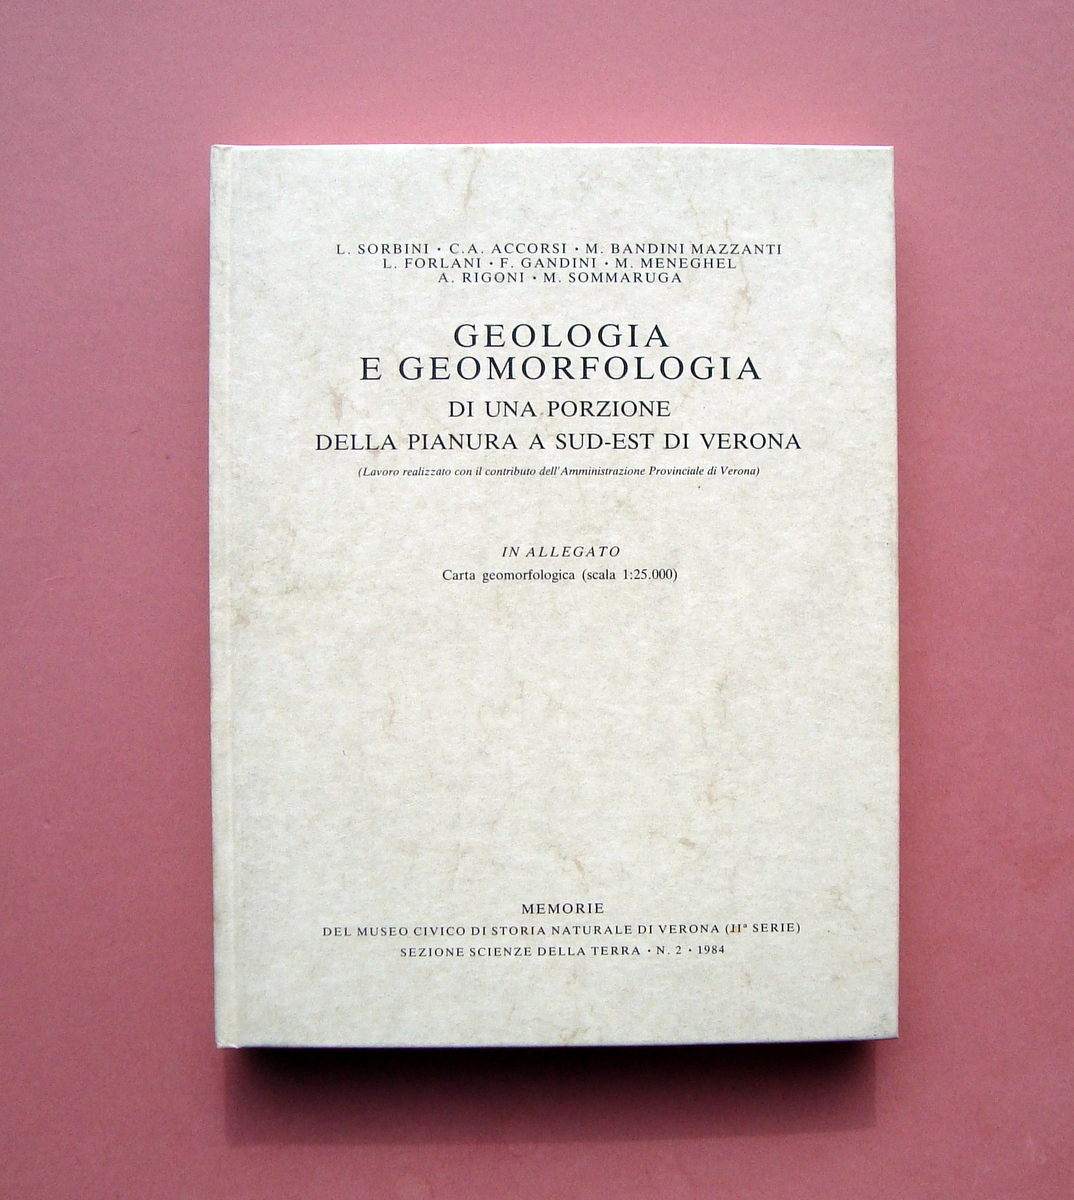 L. SORBINI · C.A. ACCORSI · M. BANDINI MAZZANTI
L. FORLANI · F. GANDINI · M. MENEGHEL
A. RIGONI · M. SOMMARUGA
GEOLOGIA
E GEOMORFOLOGIA
DI UNA PORZIONE
DELLA PIANURA A SUD-EST DI VERONA
(Lavoro realizzato con il contributo dell'Amministrazione Provinciale di Verona)
IN ALLEGATO
Carta geomorfologica (scala 1:25.000)
MEMORIE
DEL MUSEO CIVICO DI STORIA NATURALE DI VERONA (IIª SERIE)
SEZIONE SCIENZE DELLA TERRA · N. 2 · 1984